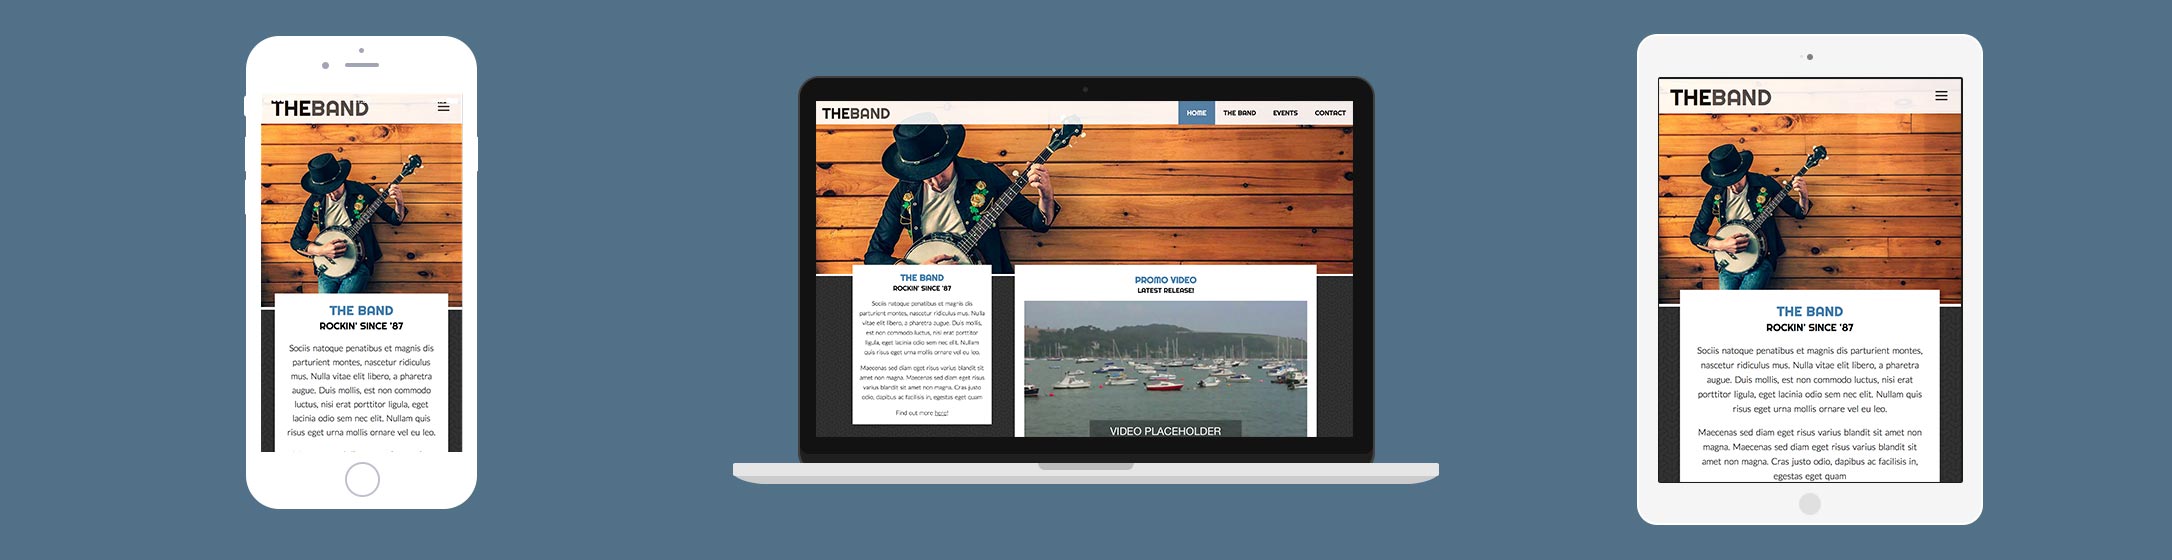 THEBAND
THE BAND
ROCKIN' SINCE '87
Sociis natoque penatibus et magnis dis
parturient montes, nascetur ridiculus
mus. Nulla vitae elit libero, a pharetra
augue. Duis mollis, est non commodo
luctus, nisi erat porttitor ligula, eget
lacinia odio sem nec elit. Nullam quis
risus eget urna mollis ornare vel eu leo.
THEBAND
HOME THE BAND EVENTS CONTACT
THE BAND
ROCKIN' SINCE '87
Sociis natoque penatibus et magnis dis
parturient montes, nascetur ridiculus mus. Nulla
vitae elit libero, a pharetra augue. Duis mollis,
est non commodo luctus, nisi erat porttitor
ligula, eget lacinia odio sem nec elit. Nullam
quis risus eget urna mollis ornare vel eu leo.
Maecenas sed diam eget risus varius blandit sit
amet non magna. Maecenas sed diam eget risus
varius blandit sit amet non magna. Cras justo
odio, dapibus ac facilisis in, egestas eget quam
Find out more here!
PROMO VIDEO
LATEST RELEASE!
VIDEO PLACEHOLDER
THEBAND
THE BAND
ROCKIN' SINCE '87
Sociis natoque penatibus et magnis dis parturient montes,
nascetur ridiculus mus. Nulla vitae elit libero, a pharetra
augue. Duis mollis, est non commodo luctus, nisi erat
porttitor ligula, eget lacinia odio sem nec elit. Nullam quis
risus eget urna mollis ornare vel eu leo.
Maecenas sed diam eget risus varius blandit sit amet non
magna. Maecenas sed diam eget risus varius blandit sit
amet non magna. Cras justo odio, dapibus ac facilisis in,
egestas eget quam